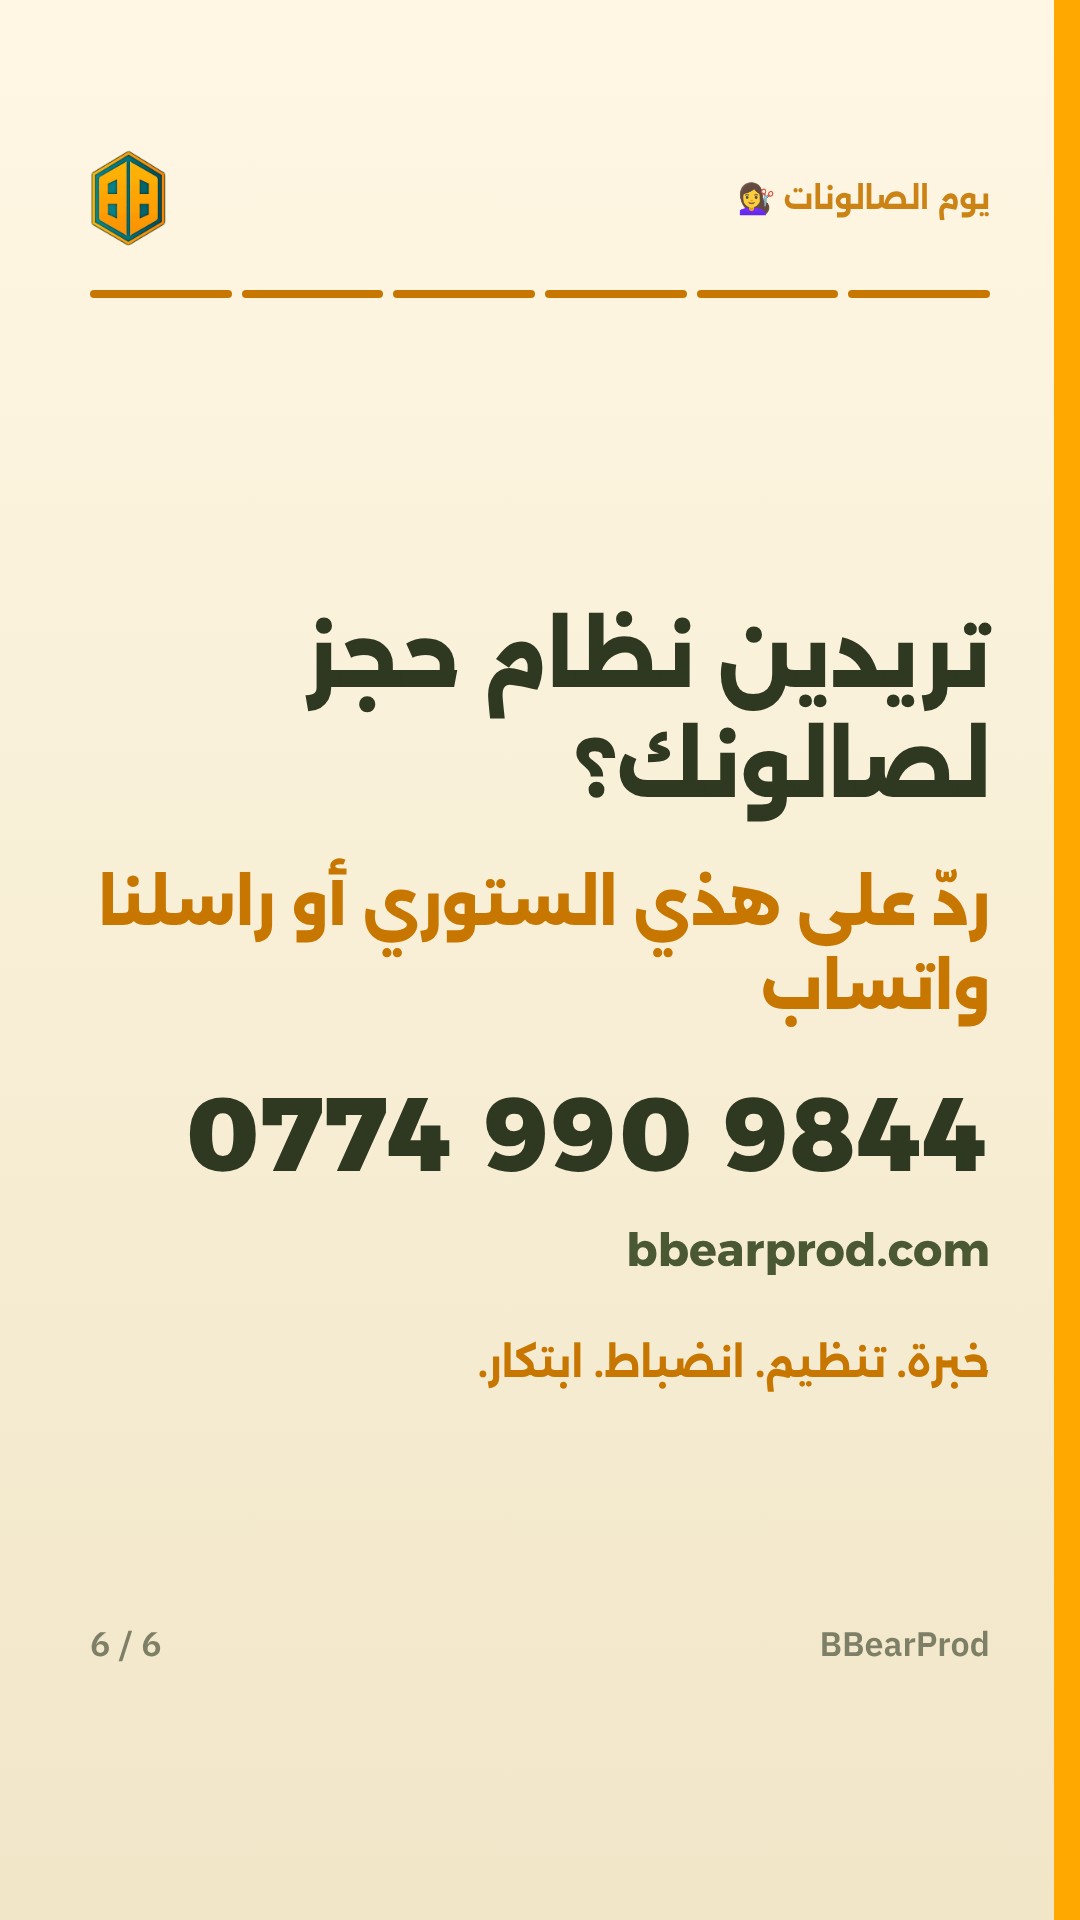 يوم الصالونات 💇‍♀️
تريدين نظام حجز
لصالونك؟
ردّ على هذي الستوري أو راسلنا
واتساب
0774 990 9844
bbearprod.com
خبرة. تنظيم. انضباط. ابتكار.
BBearProd
6 / 6